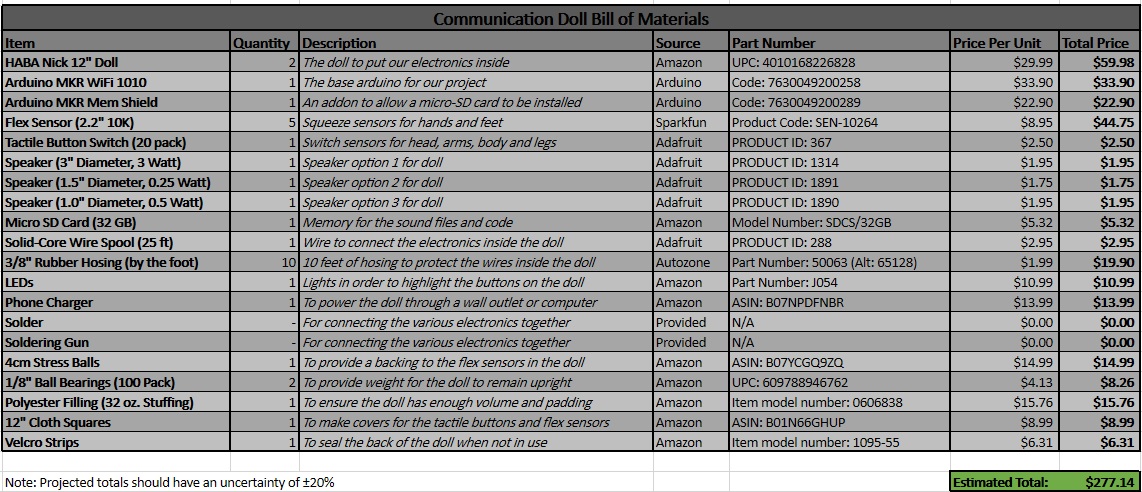 Communication Doll Bill of Materials
Item Quantity Description Source Part Number Price Per Unit Total Price
HABA Nick 12" Doll 2 The doll to put our electronics inside Amazon UPC: 4010168226828 $29.99 $59.98
Arduino MKR WiFi 1010 1 The base arduino for our project Arduino Code: 7630049200258 $33.90 $33.90
Arduino MKR Mem Shield 1 An addon to allow a micro-SD card to be installed Arduino Code: 7630049200289 $22.90 $22.90
Flex Sensor (2.2" 10K) 5 Squeeze sensors for hands and feet Sparkfun Product Code: SEN-10264 $8.95 $44.75
Tactile Button Switch (20 pack) 1 Switch sensors for head, arms, body and legs Adafruit PRODUCT ID: 367 $2.50 $2.50
Speaker (3" Diameter, 3 Watt) 1 Speaker option 1 for doll Adafruit PRODUCT ID: 1314 $1.95 $1.95
Speaker (1.5" Diameter, 0.25 Watt) 1 Speaker option 2 for doll Adafruit PRODUCT ID: 1891 $1.75 $1.75
Speaker (1.0" Diameter, 0.5 Watt) 1 Speaker option 3 for doll Adafruit PRODUCT ID: 1890 $1.95 $1.95
Micro SD Card (32 GB) 1 Memory for the sound files and code Amazon Model Number: SDCS/32GB $5.32 $5.32
Solid-Core Wire Spool (25 ft) 1 Wire to connect the electronics inside the doll Adafruit PRODUCT ID: 288 $2.95 $2.95
3/8" Rubber Hosing (by the foot) 10 10 feet of hosing to protect the wires inside the doll Autozone Part Number: 50063 (Alt: 65128) $1.99 $19.90
LEDs 1 Lights in order to highlight the buttons on the doll Amazon Part Number: J054 $10.99 $10.99
Phone Charger 1 To power the doll through a wall outlet or computer Amazon ASIN: B07NPDFNBR $13.99 $13.99
Solder - For connecting the various electronics together Provided N/A $0.00 $0.00
Soldering Gun - For connecting the various electronics together Provided N/A $0.00 $0.00
4cm Stress Balls 1 To provide a backing to the flex sensors in the doll Amazon ASIN: B07YCGQ9ZQ $14.99 $14.99
1/8" Ball Bearings (100 Pack) 2 To provide weight for the doll to remain upright Amazon UPC: 609788946762 $4.13 $8.26
Polyester Filling (32 oz. Stuffing) 1 To ensure the doll has enough volume and padding Amazon Item model number: 0606838 $15.76 $15.76
12" Cloth Squares 1 To make covers for the tactile buttons and flex sensors Amazon ASIN: B01N66GHUP $8.99 $8.99
Velcro Strips 1 To seal the back of the doll when not in use Amazon Item model number: 1095-55 $6.31 $6.31
Note: Projected totals should have an uncertainty of ±20% Estimated Total: $277.14